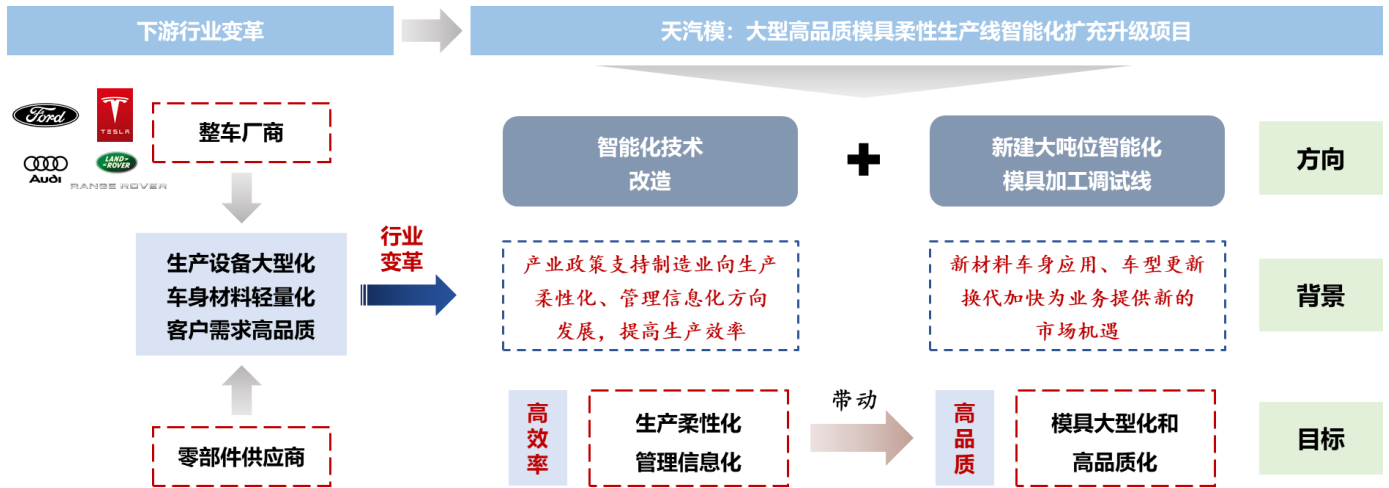 下游行业变革
天汽模：大型高品质模具柔性生产线智能化扩充升级项目
Ford
TESLA
Audi
LAND-
ROVER
RANGE ROVER
整车厂商
生产设备大型化
车身材料轻量化
客户需求高品质
零部件供应商
行业
变革
智能化技术
改造
新建大吨位智能化
模具加工调试线
方向
产业政策支持制造业向生产
柔性化、管理信息化方向
发展，提高生产效率
新材料车身应用、车型更新
换代加快为业务提供新的
市场机遇
背景
高
效
率
生产柔性化
管理信息化
带动
高
品
质
模具大型化和
高品质化
目标